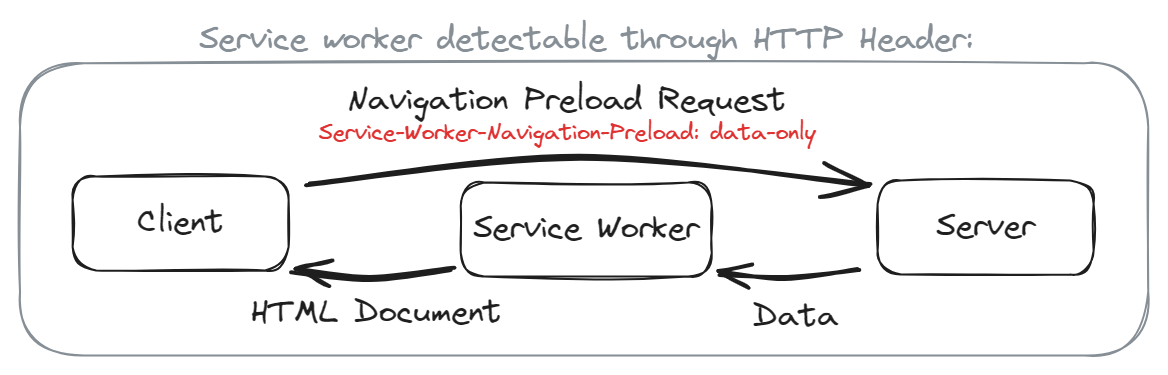 Service worker detectable through HTTP Header:
Navigation Preload Request
Service-Worker-Navigation-Preload: data-only
Client
Service Worker
Server
HTML Document
Data